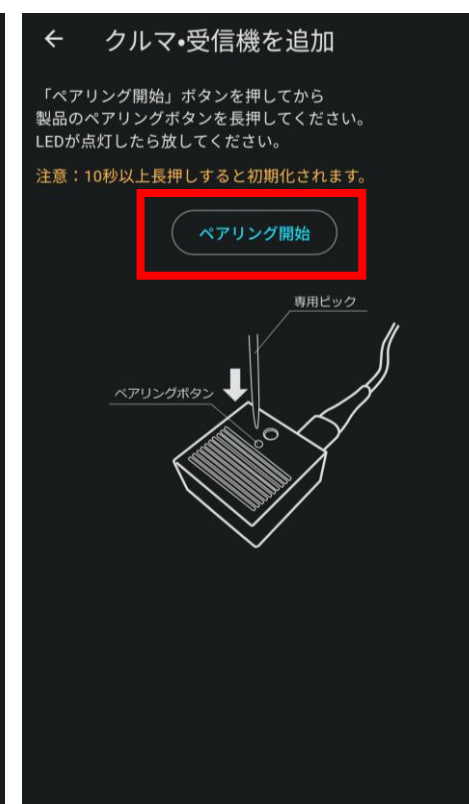 ← クルマ・受信機を追加
「ペアリング開始」ボタンを押してから
製品のペアリングボタンを長押してください。
LEDが点灯したら放してください。
注意：10秒以上長押しすると初期化されます。
ペアリング開始
専用ピック
ペアリングボタン